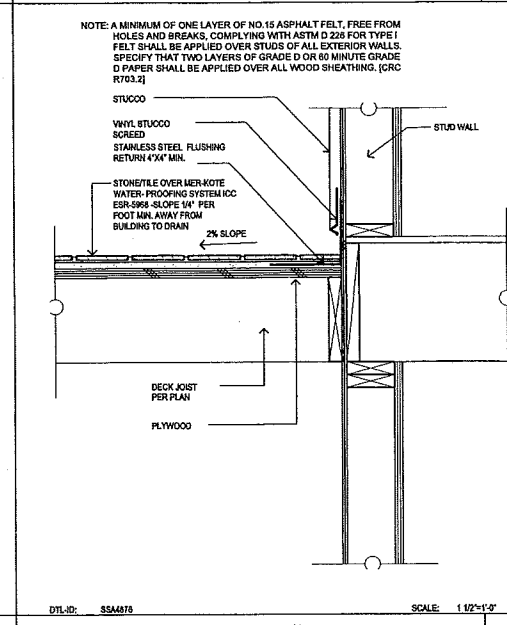 NOTE: A MINIMUM OF ONE LAYER OF NO.15 ASPHALT FELT, FREE FROM
HOLES AND BREAKS, COMPLYING WITH ASTM D 226 FOR TYPE I
FELT SHALL BE APPLIED OVER STUDS OF ALL EXTERIOR WALLS.
SPECIFY THAT TWO LAYERS OF GRADE D OR 60 MINUTE GRADE
D PAPER SHALL BE APPLIED OVER ALL WOOD SHEATHING. [CRC
R703.2]
STUCCO
VINYL STUCCO
SCREED
STUD WALL
STAINLESS STEEL FLUSHING
RETURN 4"X4" MIN.
STONE/TILE OVER MER-KOTE
WATER- PROOFING SYSTEM ICC
ESR-5968 -SLOPE 1/4" PER
FOOT MIN. AWAY FROM
BUILDING TO DRAIN
2% SLOPE
DECK JOIST
PER PLAN
PLYWOOD
DTL-ID: SSA4878
SCALE: 1 1/2"=1'-0"